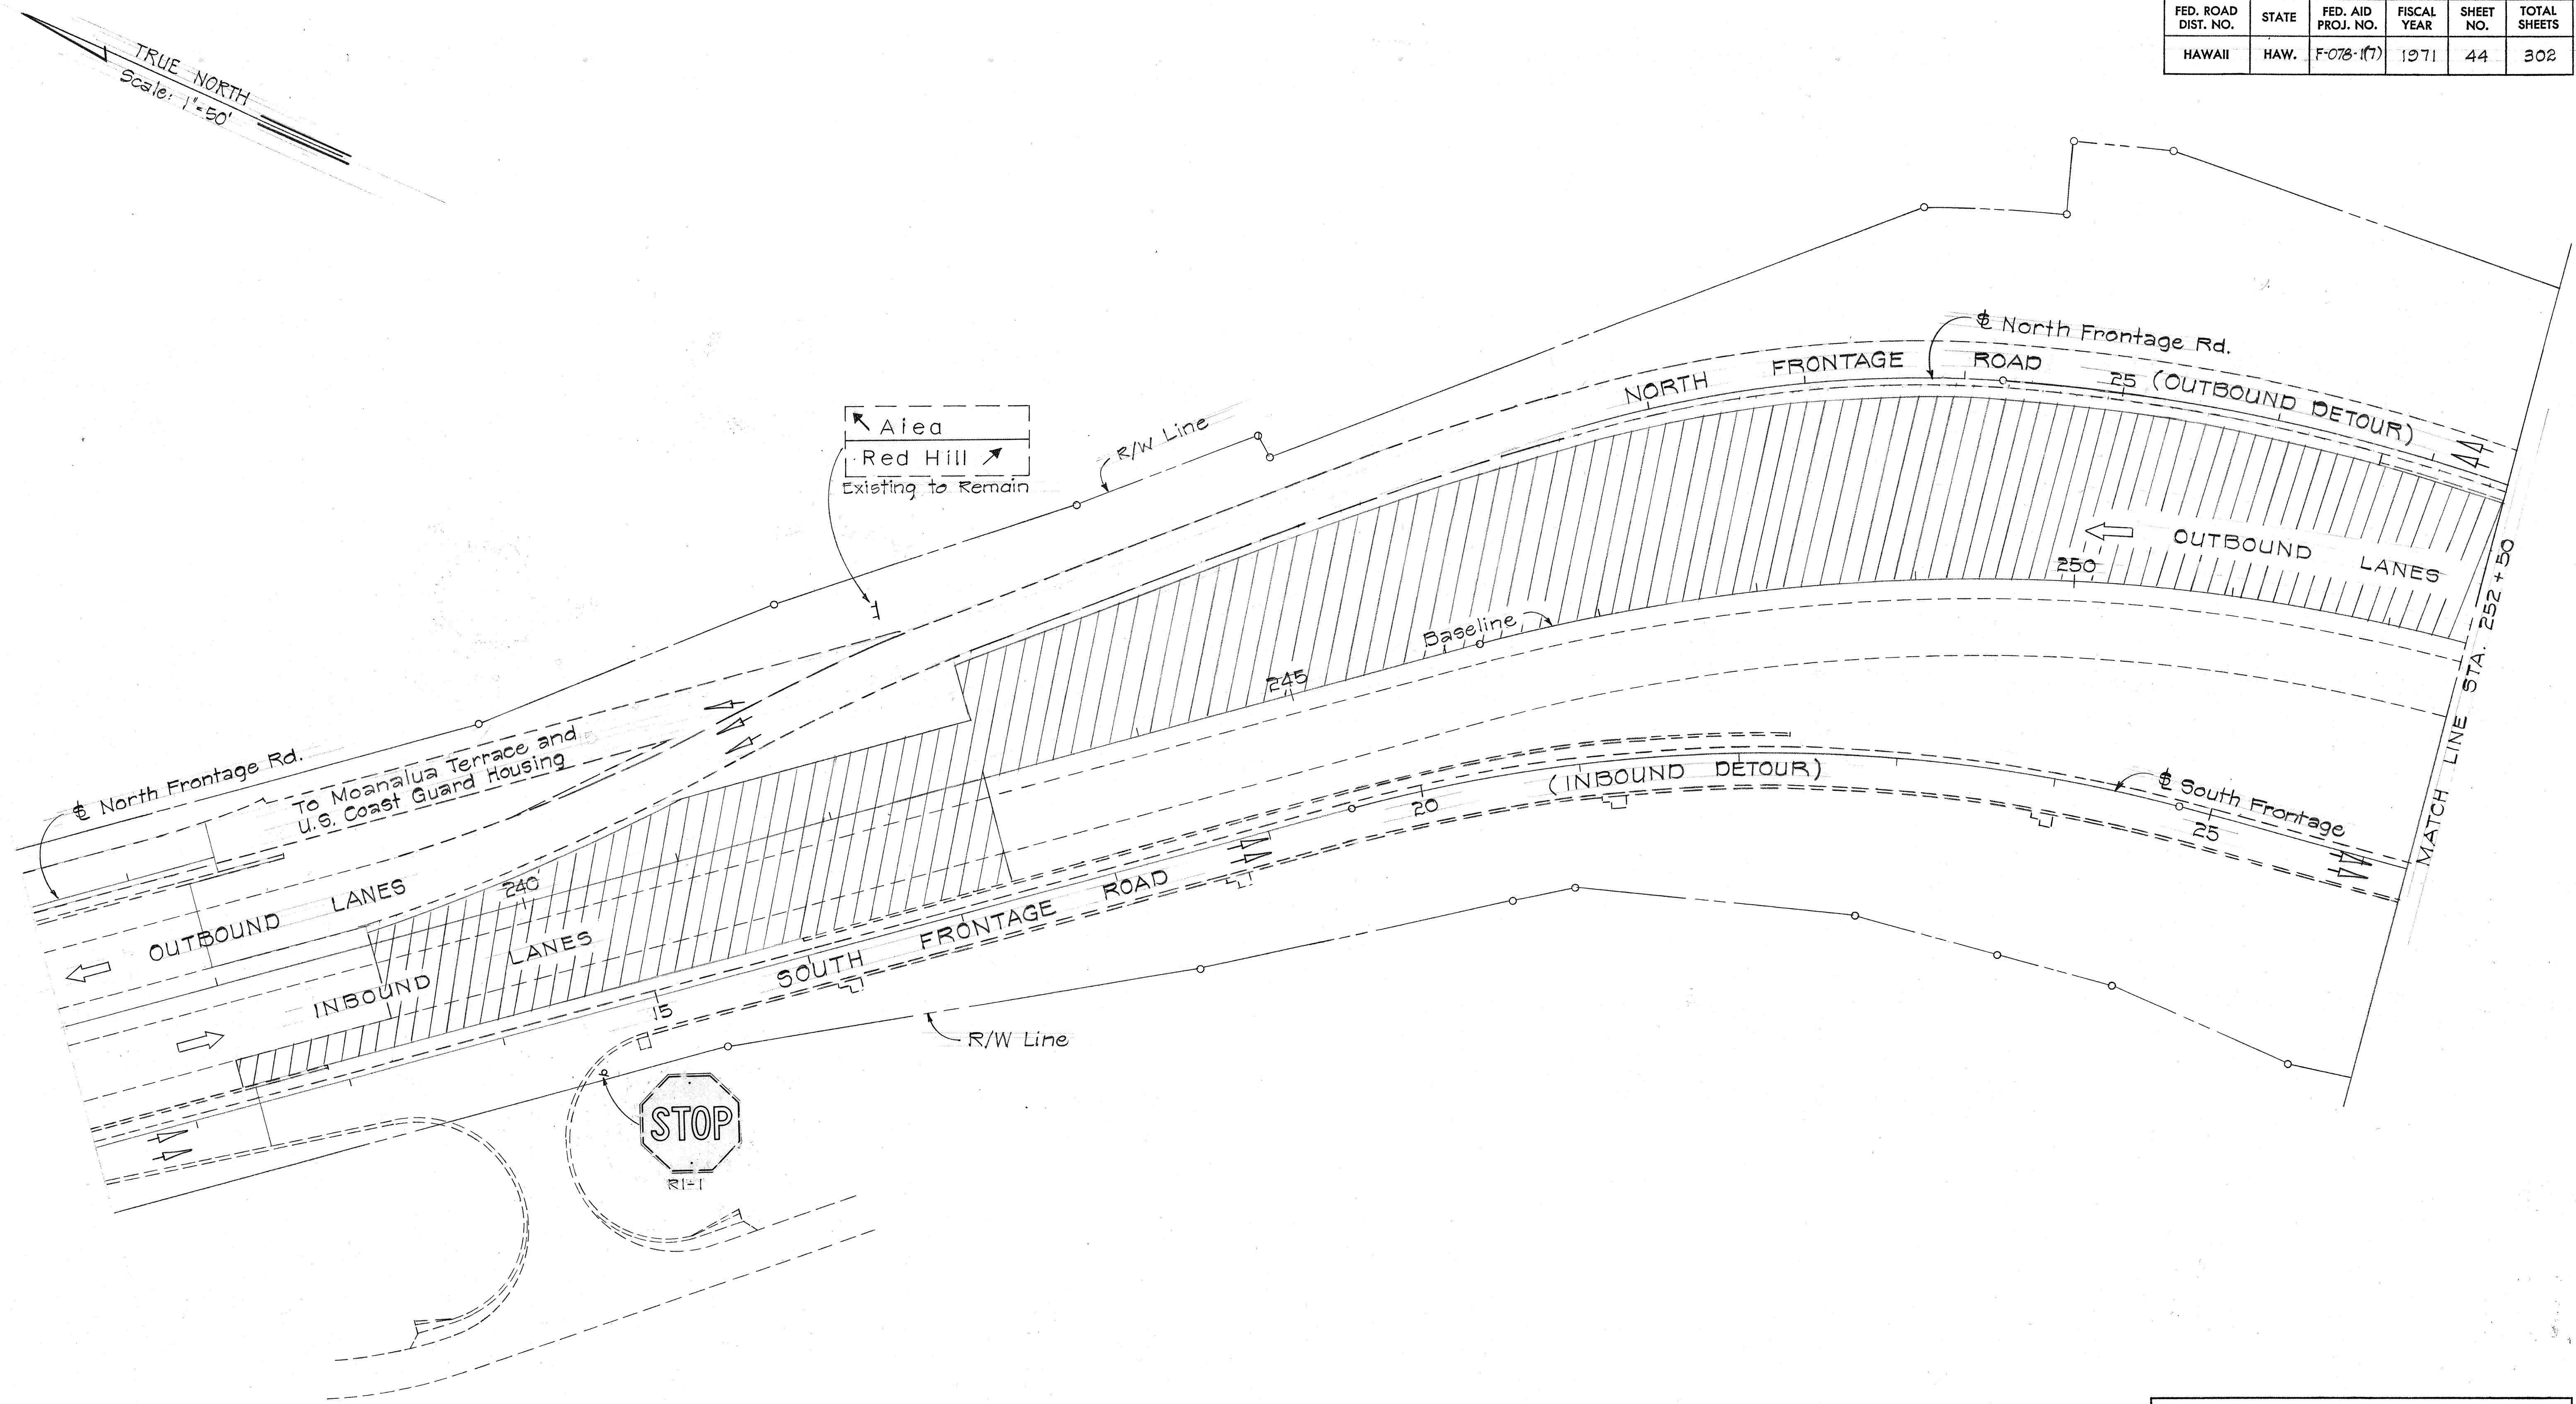 FED. ROAD DIST. NO.
STATE
FED. AID PROJ. NO.
FISCAL YEAR
SHEET NO.
TOTAL SHEETS
HAWAII
HAW.
F-078-1(7)
1971
44
302
TRUE NORTH
Scale: 1"=50'
℄ North Frontage Rd.
NORTH FRONTAGE ROAD 25 (OUTBOUND DETOUR)
Aiea
Red Hill
Existing to Remain
R/W Line
OUTBOUND LANES
250
Baseline
245
MATCH LINE STA. 252 + 50
℄ North Frontage Rd.
To Moanalua Terrace and
U.S. Coast Guard Housing
(INBOUND DETOUR)
20
℄ South Frontage
25
OUTBOUND LANES
240
INBOUND LANES
SOUTH FRONTAGE ROAD
15
R/W Line
STOP
R1-1